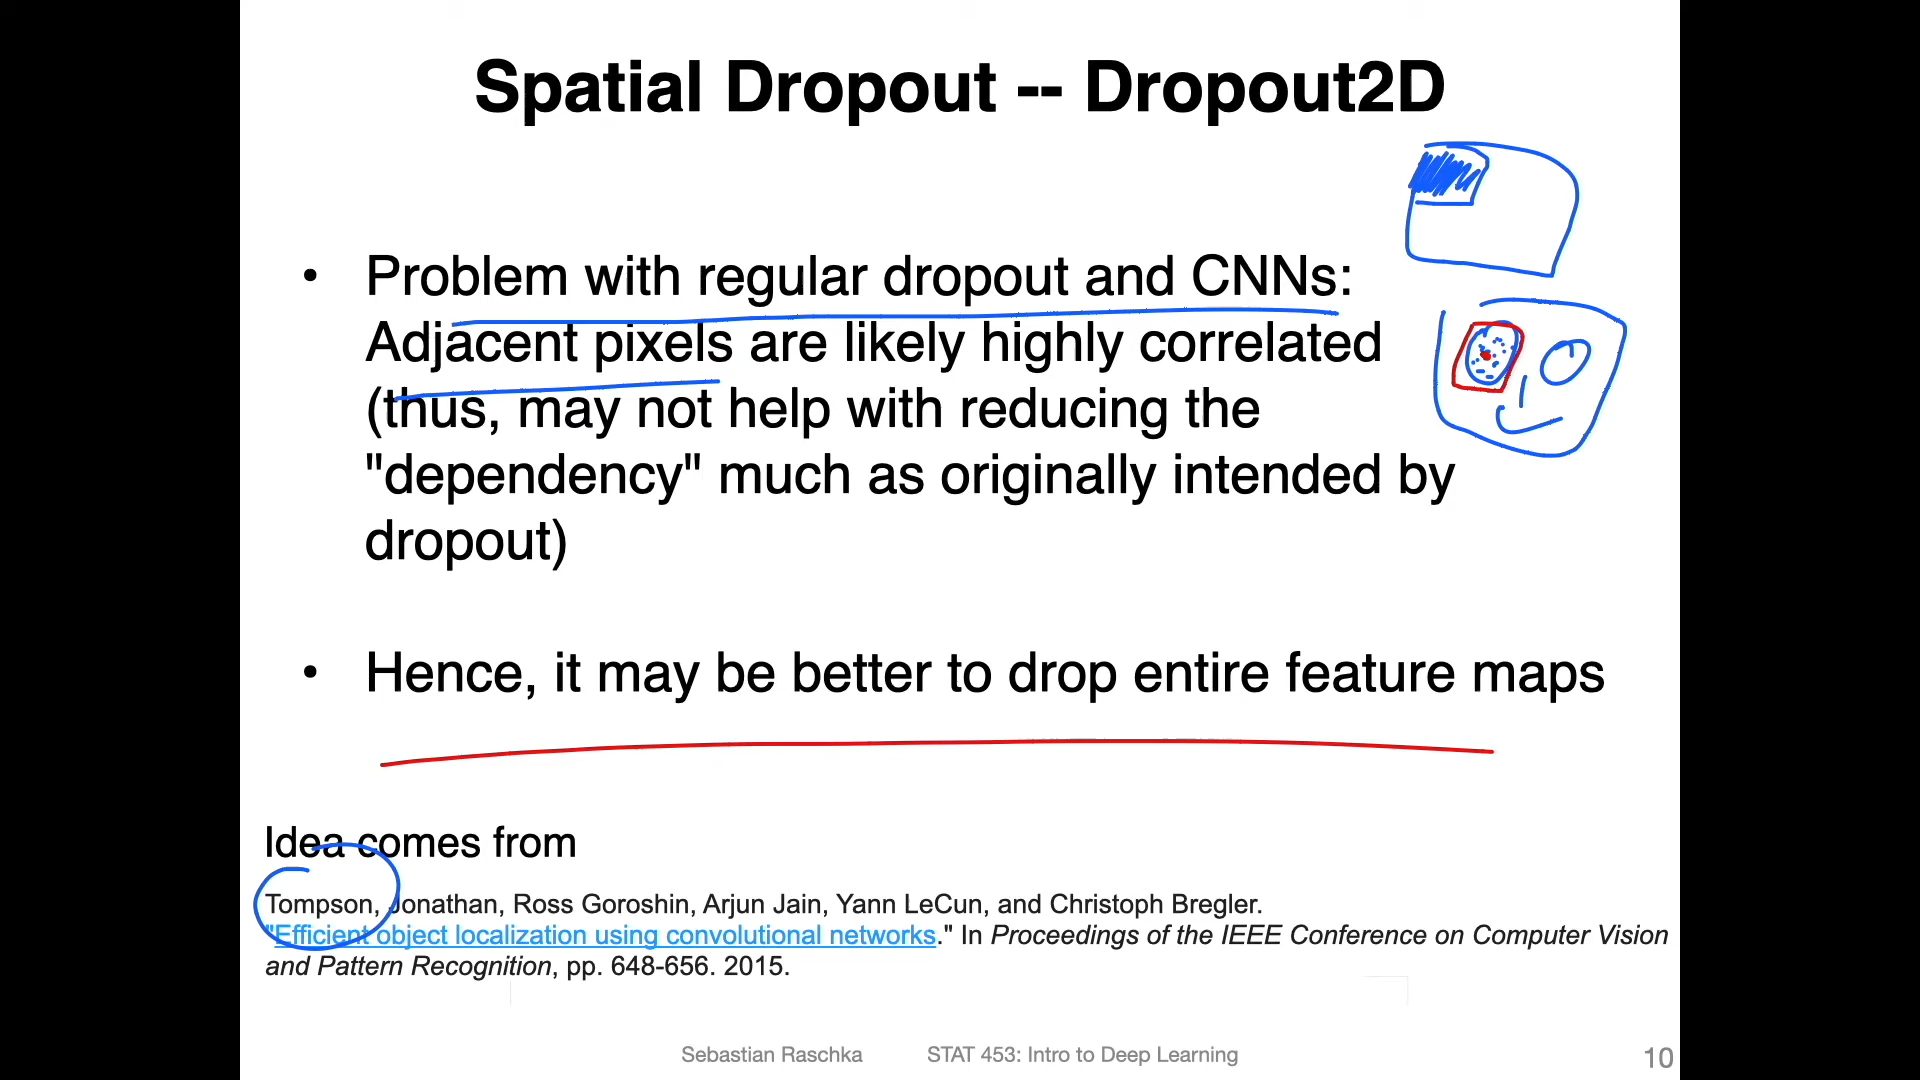 Spatial Dropout -- Dropout2D
• Problem with regular dropout and CNNs:
Adjacent pixels are likely highly correlated
(thus, may not help with reducing the
"dependency" much as originally intended by
dropout)
• Hence, it may be better to drop entire feature maps
Idea comes from
Tompson, Jonathan, Ross Goroshin, Arjun Jain, Yann LeCun, and Christoph Bregler.
"Efficient object localization using convolutional networks." In Proceedings of the IEEE Conference on Computer Vision
and Pattern Recognition, pp. 648-656. 2015.
Sebastian Raschka STAT 453: Intro to Deep Learning 10